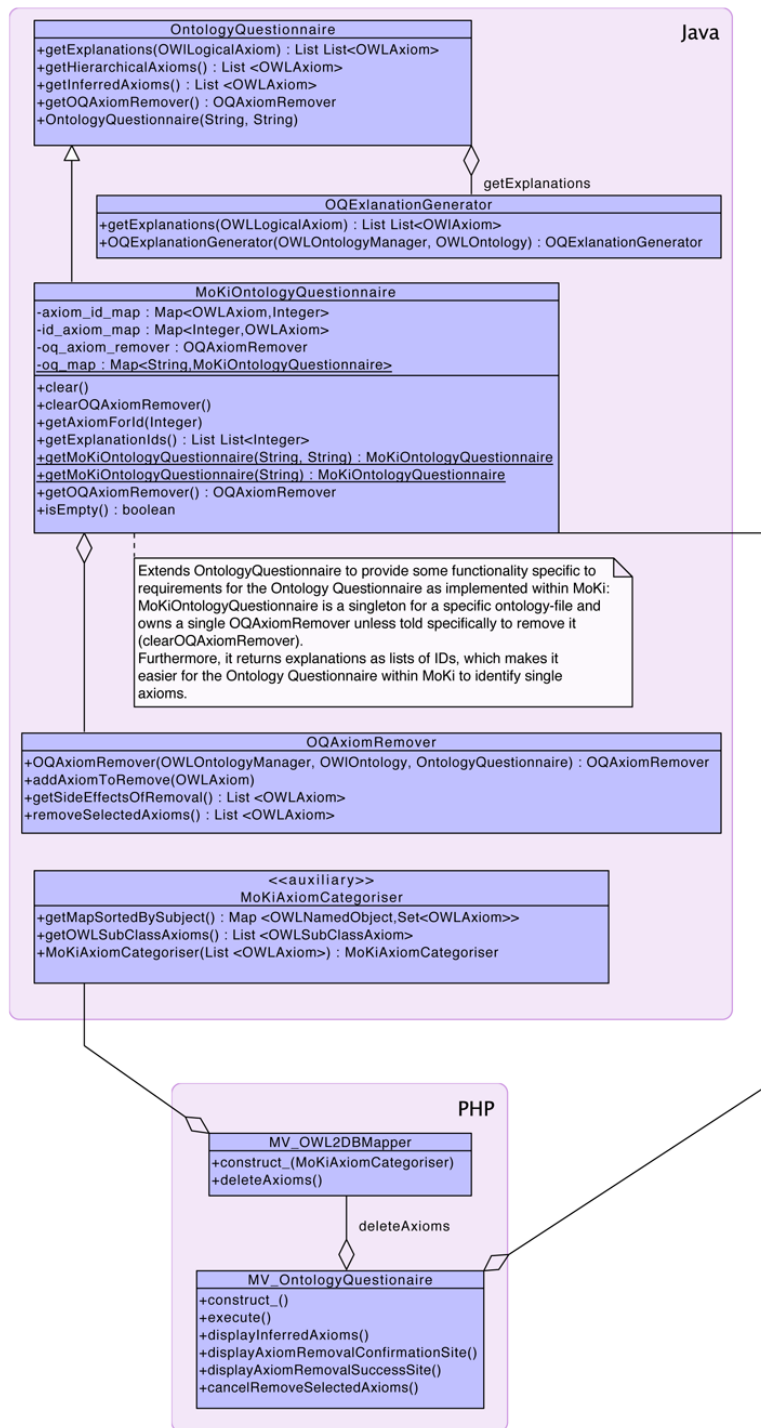 Java
OntologyQuestionnaire
+getExplanations(OWlLogicalAxiom) : List List<OWLAxiom>
+getHierarchicalAxioms() : List <OWLAxiom>
+getInferredAxioms() : List <OWLAxiom>
+getOQAxiomRemover() : OQAxiomRemover
+OntologyQuestionnaire(String, String)
getExplanations
OQExlanationGenerator
+getExplanations(OWLLogicalAxiom) : List List<OWlAxiom>
+OQExplanationGenerator(OWLOntologyManager, OWLOntology) : OQExlanationGenerator
MoKiOntologyQuestionnaire
-axiom_id_map : Map<OWLAxiom,Integer>
-id_axiom_map : Map<Integer,OWLAxiom>
-oq_axiom_remover : OQAxiomRemover
-oq_map : Map<String,MoKiOntologyQuestionnaire>
+clear()
+clearOQAxiomRemover()
+getAxiomForId(Integer)
+getExplanationIds() : List List<Integer>
+getMoKiOntologyQuestionnaire(String, String) : MoKiOntologyQuestionnaire
+getMoKiOntologyQuestionnaire(String) : MoKiOntologyQuestionnaire
+getOQAxiomRemover() : OQAxiomRemover
+isEmpty() : boolean
Extends OntologyQuestionnaire to provide some functionality specific to
requirements for the Ontology Questionnaire as implemented within MoKi:
MoKiOntologyQuestionnaire is a singleton for a specific ontology-file and
owns a single OQAxiomRemover unless told specifically to remove it
(clearOQAxiomRemover).
Furthermore, it returns explanations as lists of IDs, which makes it
easier for the Ontology Questionnaire within MoKi to identify single
axioms.
OQAxiomRemover
+OQAxiomRemover(OWLOntologyManager, OWlOntology, OntologyQuestionnaire) : OQAxiomRemover
+addAxiomToRemove(OWLAxiom)
+getSideEffectsOfRemoval() : List <OWLAxiom>
+removeSelectedAxioms() : List <OWLAxiom>
<<auxiliary>>
MoKiAxiomCategoriser
+getMapSortedBySubject() : Map <OWLNamedObject,Set<OWLAxiom>>
+getOWLSubClassAxioms() : List <OWLSubClassAxiom>
+MoKiAxiomCategoriser(List <OWLAxiom>) : MoKiAxiomCategoriser
PHP
MV_OWL2DBMapper
+construct_(MoKiAxiomCategoriser)
+deleteAxioms()
deleteAxioms
MV_OntologyQuestionaire
+construct_()
+execute()
+displayInferredAxioms()
+displayAxiomRemovalConfirmationSite()
+displayAxiomRemovalSuccessSite()
+cancelRemoveSelectedAxioms()